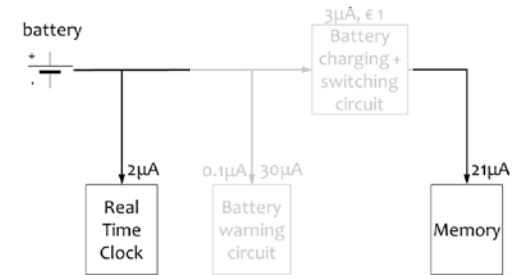 3µA, € 1
battery
Battery
charging +
switching
circuit
+
-
2µA
0.1µA
30µA
21µA
Real
Time
Clock
Battery
warning
circuit
Memory